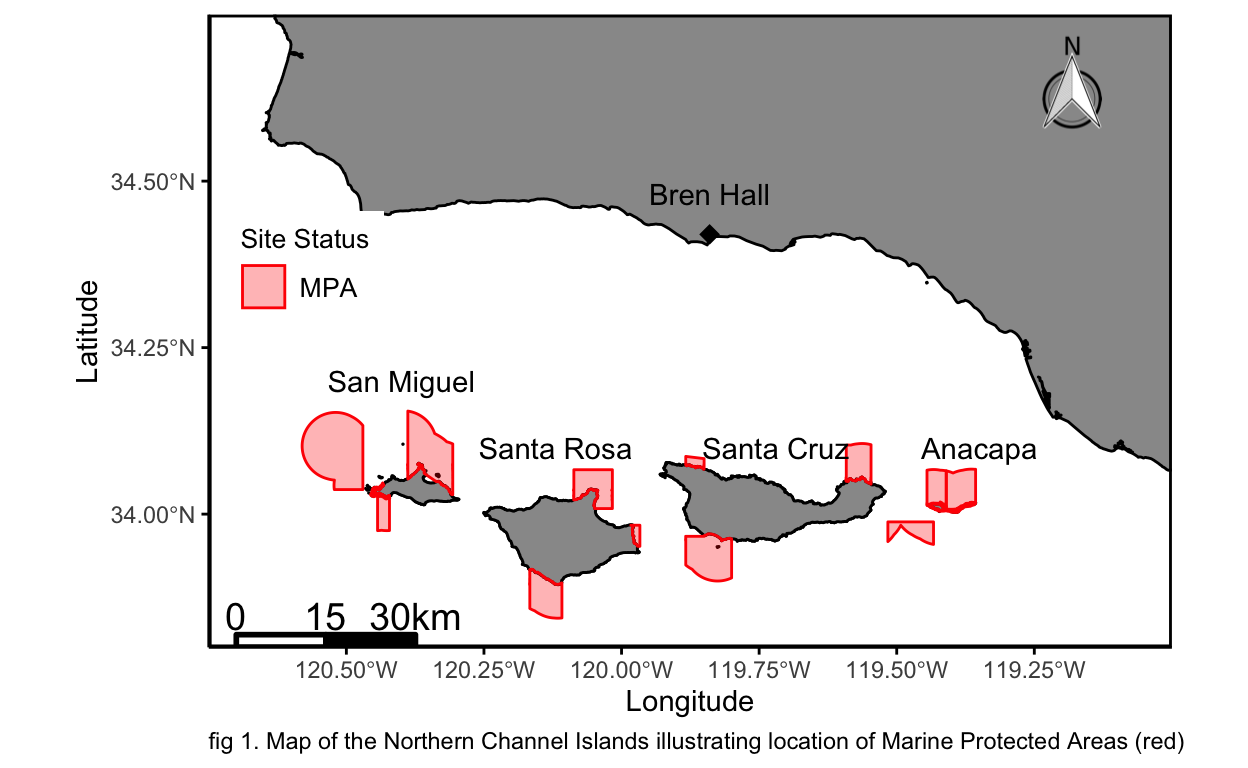 N
34.50°N
Bren Hall
Site Status
MPA
Latitude
34.25°N
San Miguel
Santa Rosa
Santa Cruz
Anacapa
34.00°N
0 15 30km
120.50°W 120.25°W 120.00°W 119.75°W 119.50°W 119.25°W
Longitude
fig 1. Map of the Northern Channel Islands illustrating location of Marine Protected Areas (red)